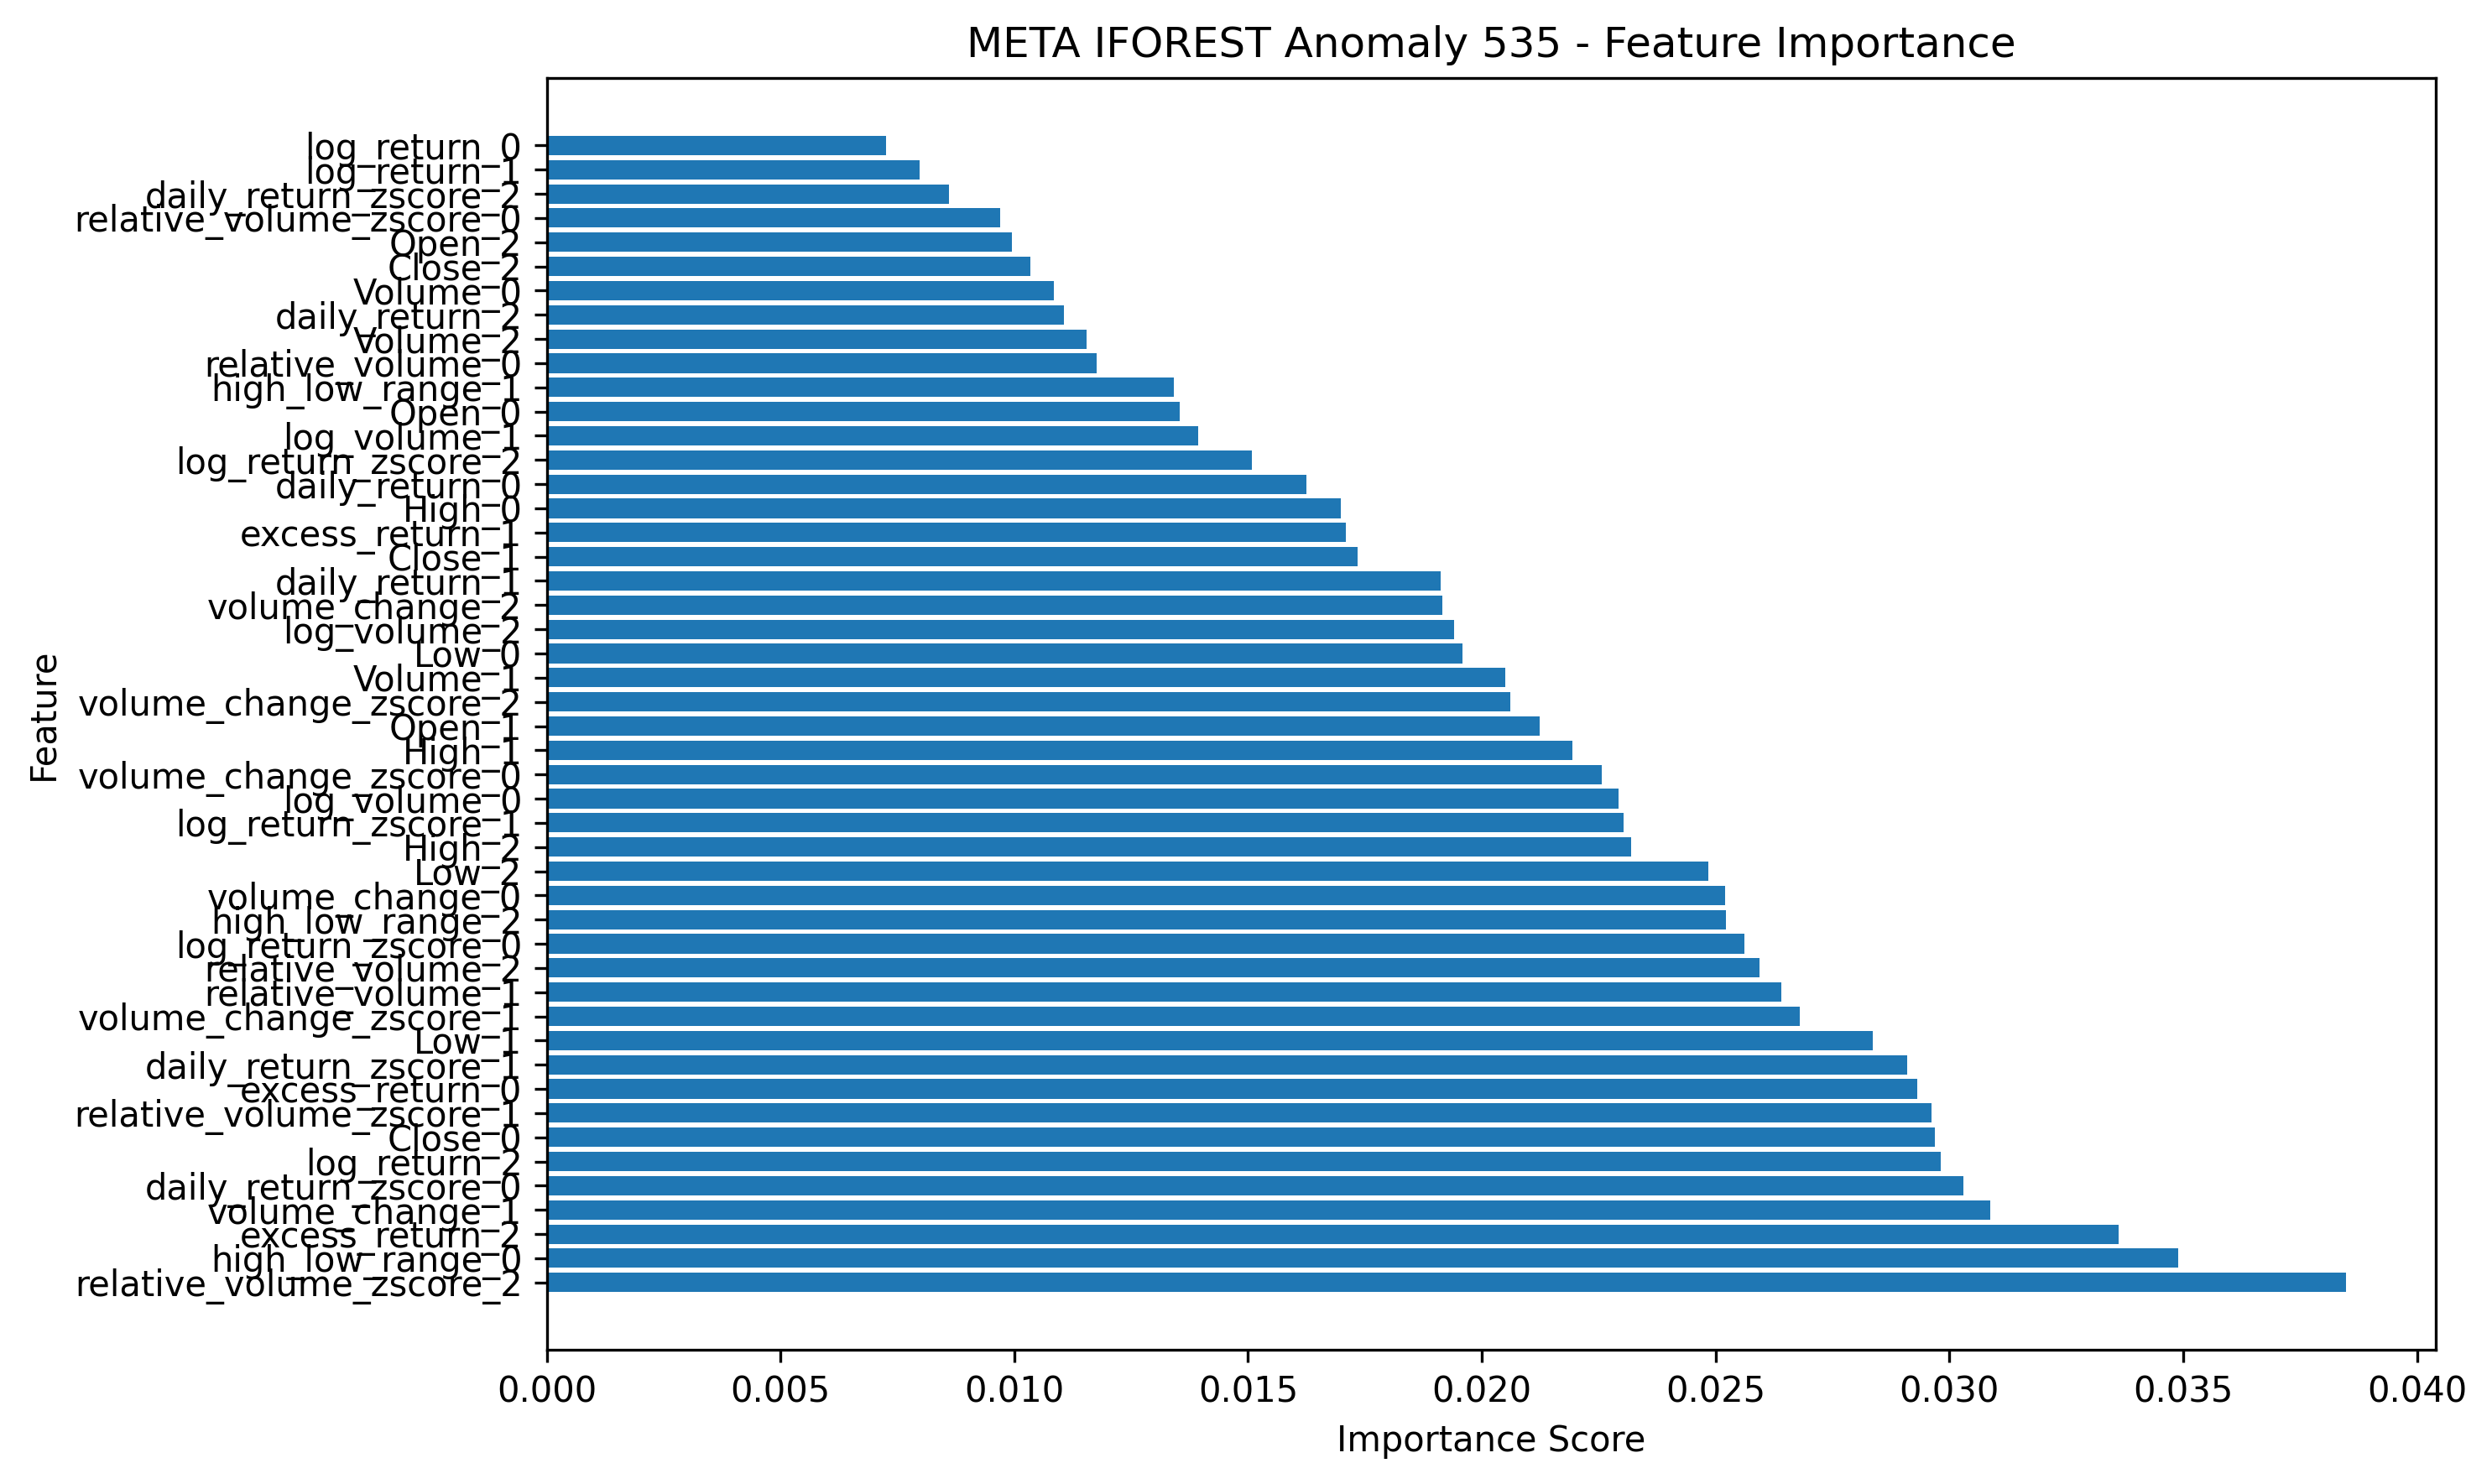 META IFOREST Anomaly 535 - Feature Importance
log_return_0
log_return_1
daily_return_zscore_2
relative_volume_zscore_0
Open_2
Close_2
Volume_0
daily_return_2
Volume_2
relative_volume_0
high_low_range_1
Open_0
log_volume_1
log_return_zscore_2
daily_return_0
High_0
excess_return_1
Close_1
daily_return_1
volume_change_2
log_volume_2
Low_0
Volume_1
volume_change_zscore_2
Open_1
High_1
volume_change_zscore_0
log_volume_0
log_return_zscore_1
High_2
Low_2
volume_change_0
high_low_range_2
log_return_zscore_0
relative_volume_2
relative_volume_1
volume_change_zscore_1
Low_1
daily_return_zscore_1
excess_return_0
relative_volume_zscore_1
Close_0
log_return_2
daily_return_zscore_0
volume_change_1
excess_return_2
high_low_range_0
relative_volume_zscore_2
Feature
0.000 0.005 0.010 0.015 0.020 0.025 0.030 0.035 0.040
Importance Score